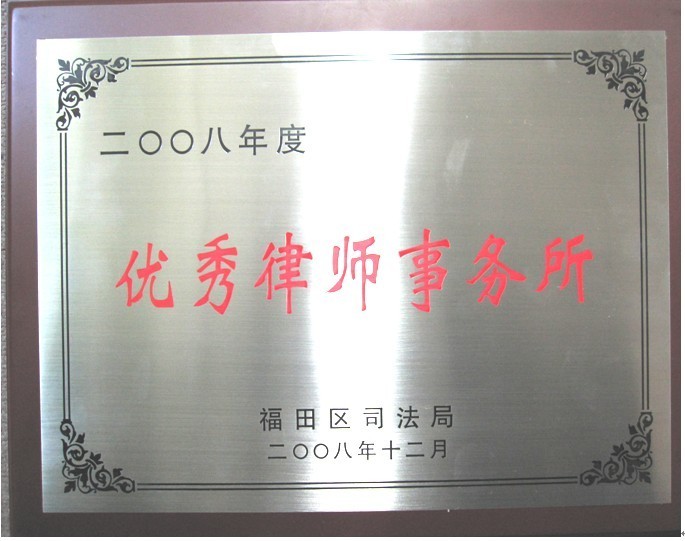 二〇〇八年度
优秀律师事务所
福田区司法局
二〇〇八年十二月